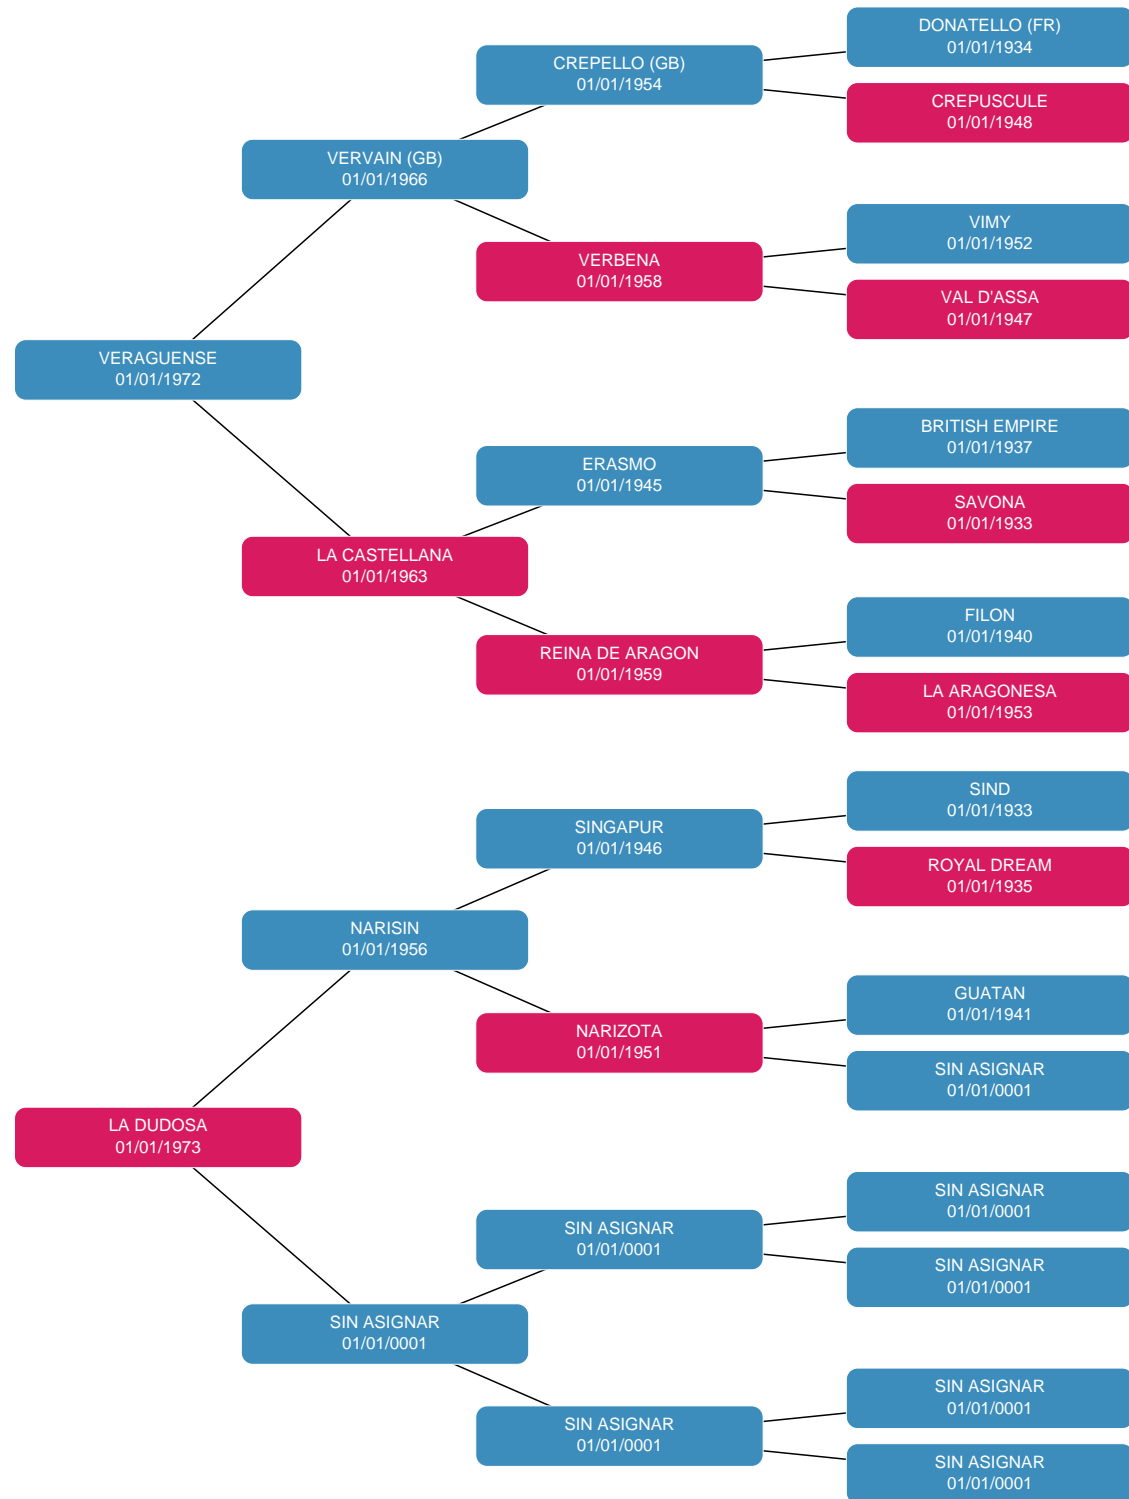 DONATELLO (FR)
01/01/1934
CREPELLO (GB)
01/01/1954
CREPUSCULE
01/01/1948
VERVAIN (GB)
01/01/1966
VIMY
01/01/1952
VERBENA
01/01/1958
VAL D'ASSA
01/01/1947
VERAGUENSE
01/01/1972
BRITISH EMPIRE
01/01/1937
ERASMO
01/01/1945
SAVONA
01/01/1933
LA CASTELLANA
01/01/1963
FILON
01/01/1940
REINA DE ARAGON
01/01/1959
LA ARAGONESA
01/01/1953
SIND
01/01/1933
SINGAPUR
01/01/1946
ROYAL DREAM
01/01/1935
NARISIN
01/01/1956
GUATAN
01/01/1941
NARIZOTA
01/01/1951
SIN ASIGNAR
01/01/0001
LA DUDOSA
01/01/1973
SIN ASIGNAR
01/01/0001
SIN ASIGNAR
01/01/0001
SIN ASIGNAR
01/01/0001
SIN ASIGNAR
01/01/0001
SIN ASIGNAR
01/01/0001
SIN ASIGNAR
01/01/0001
SIN ASIGNAR
01/01/0001